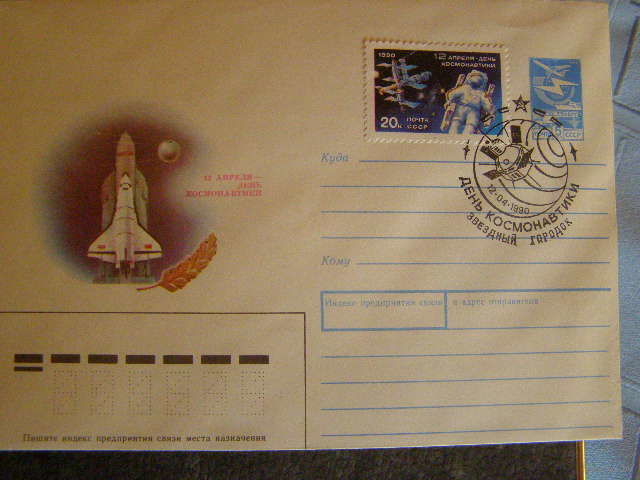 1990
12 АПРЕЛЯ-ДЕНЬ
КОСМОНАВТИКИ
20к
ПОЧТА
СССР
ПОЧТА СССР
12 АПРЕЛЯ—
ДЕНЬ
КОСМОНАВТИКИ
Куда
12·04·1990
ДЕНЬ КОСМОНАВТИКИ
ЗВЕЗДНЫЙ ГОРОДОК
Кому
Индекс предприятия связи и адрес отправителя
Пишите индекс предприятия связи места назначения